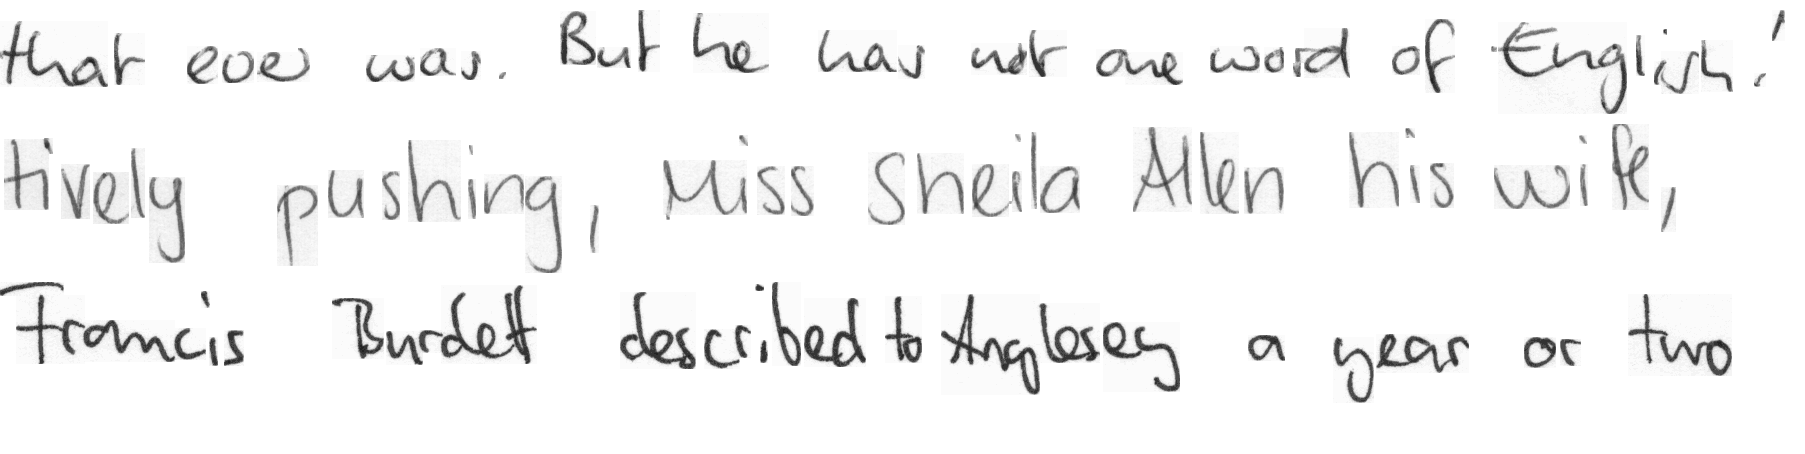 that ever was. But he has not one word of English!
tively pushing, Miss Sheila Allen his wife,
Francis Burdett described to Anglesey a year or two